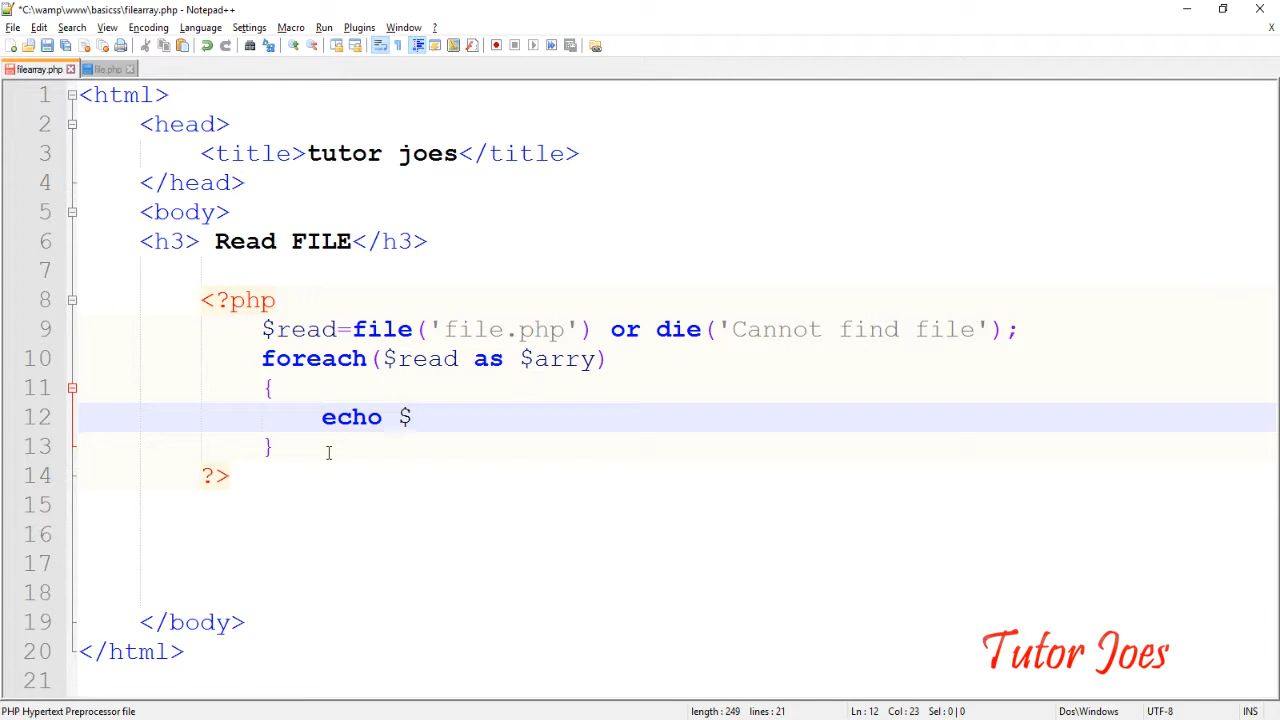 *C:\wamp\www\basicss\filearray.php - Notepad++
File Edit Search View Encoding Language Settings Macro Run Plugins Window ? X
filearray.php file.php
1 <html>
2 <head>
3 <title>tutor joes</title>
4 </head>
5 <body>
6 <h3> Read FILE</h3>
7
8 <?php
9 $read=file('file.php') or die('Cannot find file');
10 foreach($read as $arry)
11 {
12 echo $
13 }
14 ?>
15
16
17
18
19 </body>
20 </html>
21
Tutor Joes
PHP Hypertext Preprocessor file length : 249 lines : 21 Ln : 12 Col : 23 Sel : 0 | 0 Dos\Windows UTF-8 INS